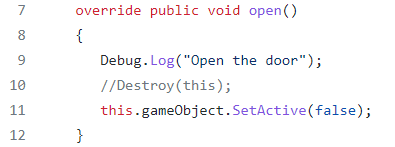 7 override public void open()
8 {
9 Debug.Log("Open the door");
10 //Destroy(this);
11 this.gameObject.SetActive(false);
12 }